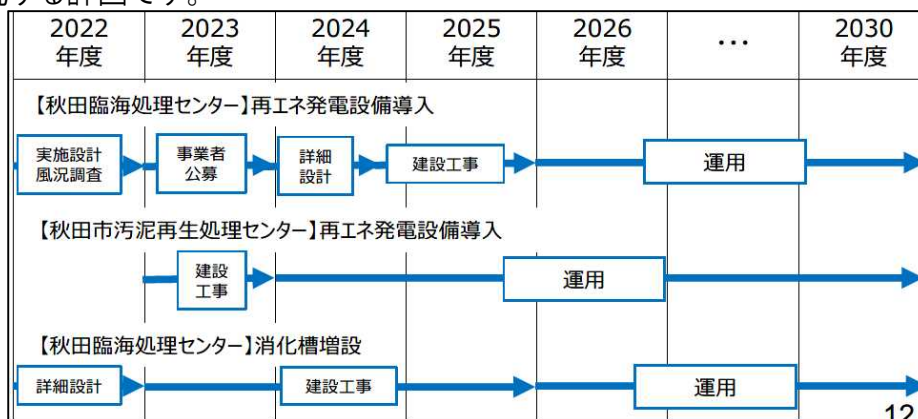 する計画です。
2022 2023 2024 2025 2026 … 2030
年度 年度 年度 年度 年度 年度
【秋田臨海処理センター】再エネ発電設備導入
実施設計
風況調査
事業者
公募
詳細
設計
建設工事
運用
【秋田市汚泥再生処理センター】再エネ発電設備導入
建設
工事
運用
【秋田臨海処理センター】消化槽増設
詳細設計
建設工事
運用
12